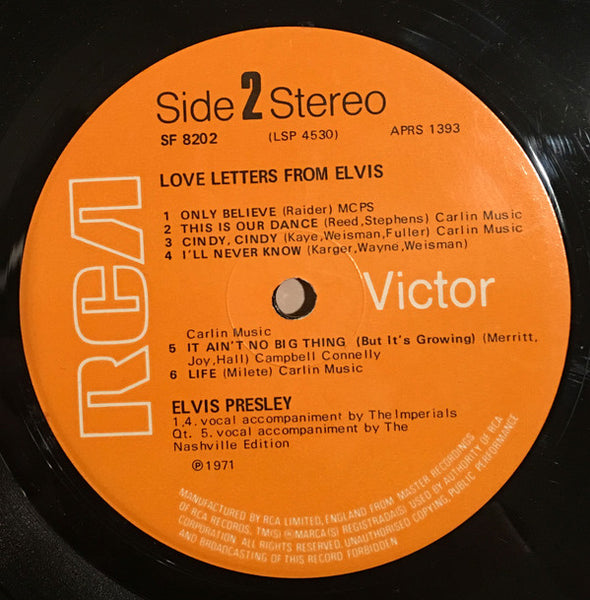 Side 2 Stereo
SF 8202 (LSP 4530) APRS 1393
LOVE LETTERS FROM ELVIS
1 ONLY BELIEVE (Raider) MCPS
2 THIS IS OUR DANCE (Reed,Stephens) Carlin Music
3 CINDY, CINDY (Kaye,Weisman,Fuller) Carlin Music
4 I'LL NEVER KNOW (Karger,Wayne,Weisman)
RCA
Victor
Carlin Music
5 IT AIN'T NO BIG THING (But It's Growing) (Merritt,
Joy,Hall) Campbell Connelly
6 LIFE (Milete) Carlin Music
ELVIS PRESLEY
1,4. vocal accompaniment by The Imperials
Qt. 5. vocal accompaniment by The
Nashville Edition
℗1971
MANUFACTURED BY RCA LIMITED, ENGLAND FROM MASTER RECORDINGS
OF RCA RECORDS, TM(S) ® MARCA(S) REGISTRADA(S) USED BY AUTHORITY OF RCA
CORPORATION. ALL RIGHTS RESERVED. UNAUTHORISED COPYING, PUBLIC PERFORMANCE
AND BROADCASTING OF THIS RECORD FORBIDDEN